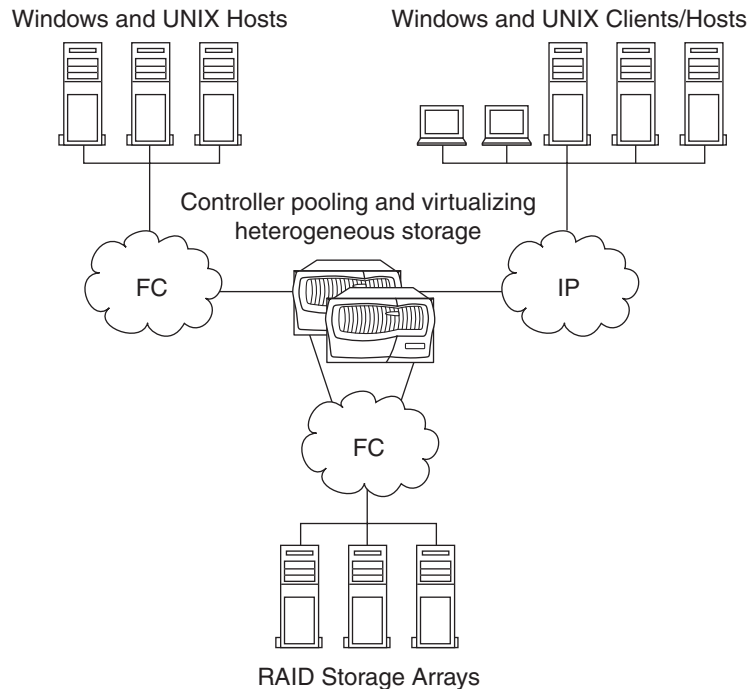 Windows and UNIX Hosts
Windows and UNIX Clients/Hosts
Controller pooling and virtualizing
heterogeneous storage
FC
IP
FC
RAID Storage Arrays